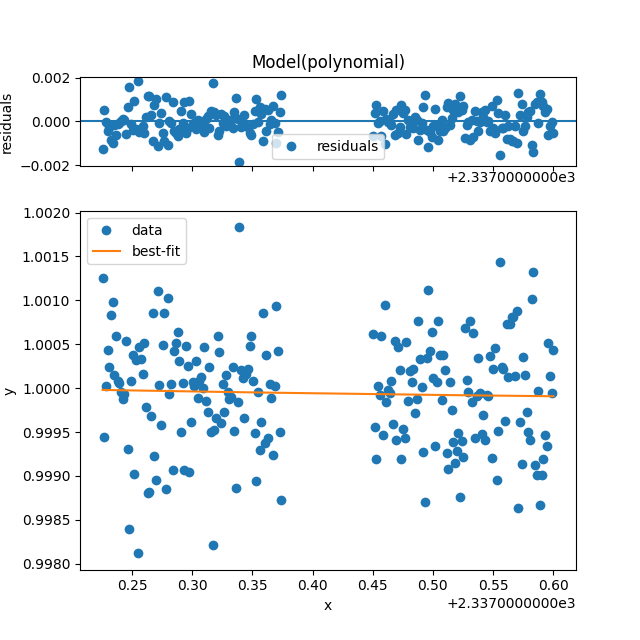 Model(polynomial)
0.002
0.000
−0.002
residuals
residuals
+2.3370000000e3
1.0020
1.0015
1.0010
1.0005
1.0000
0.9995
0.9990
0.9985
0.9980
y
data
best-fit
0.25
0.30
0.35
0.40
0.45
0.50
0.55
0.60
x
+2.3370000000e3